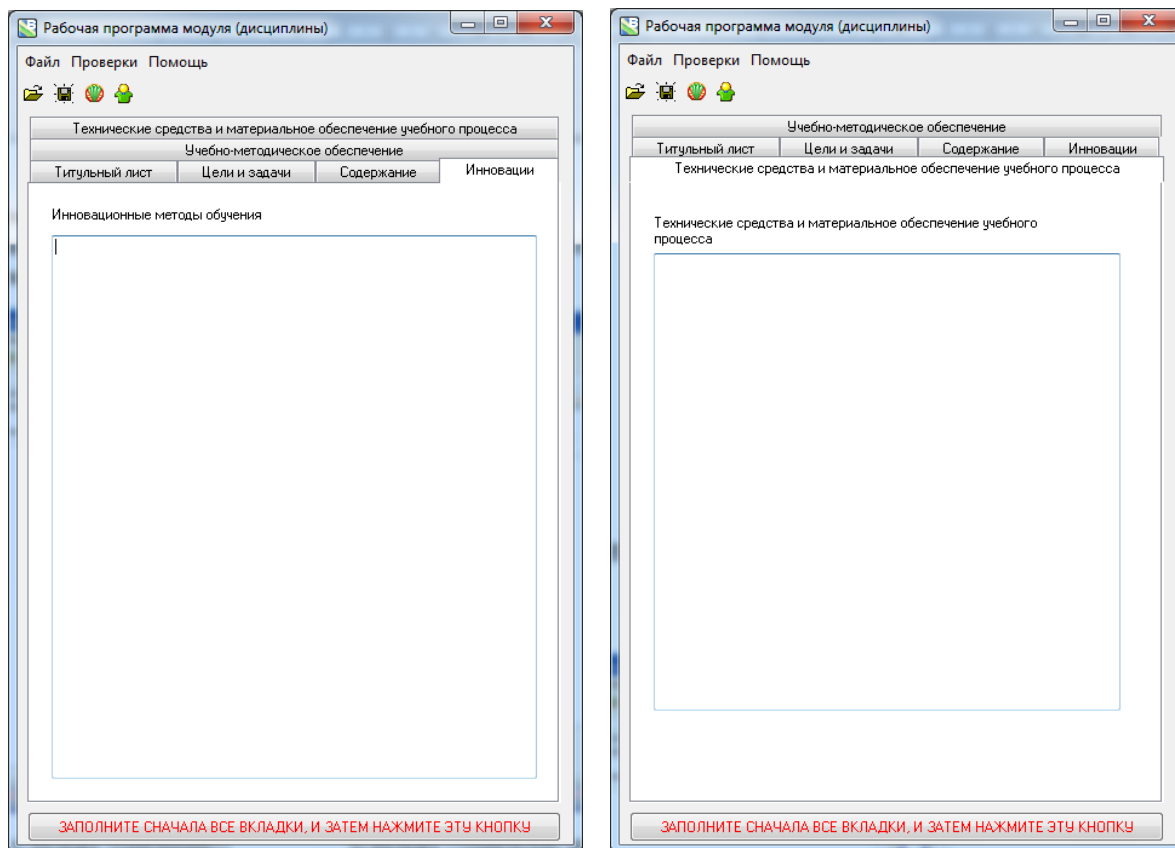 Рабочая программа модуля (дисциплины)
Файл Проверки Помощь
Технические средства и материальное обеспечение учебного процесса
Учебно-методическое обеспечение
Титульный лист Цели и задачи Содержание Инновации
Инновационные методы обучения
ЗАПОЛНИТЕ СНАЧАЛА ВСЕ ВКЛАДКИ, И ЗАТЕМ НАЖМИТЕ ЭТУ КНОПКУ
Рабочая программа модуля (дисциплины)
Файл Проверки Помощь
Учебно-методическое обеспечение
Титульный лист Цели и задачи Содержание Инновации
Технические средства и материальное обеспечение учебного процесса
Технические средства и материальное обеспечение учебного
процесса
ЗАПОЛНИТЕ СНАЧАЛА ВСЕ ВКЛАДКИ, И ЗАТЕМ НАЖМИТЕ ЭТУ КНОПКУ